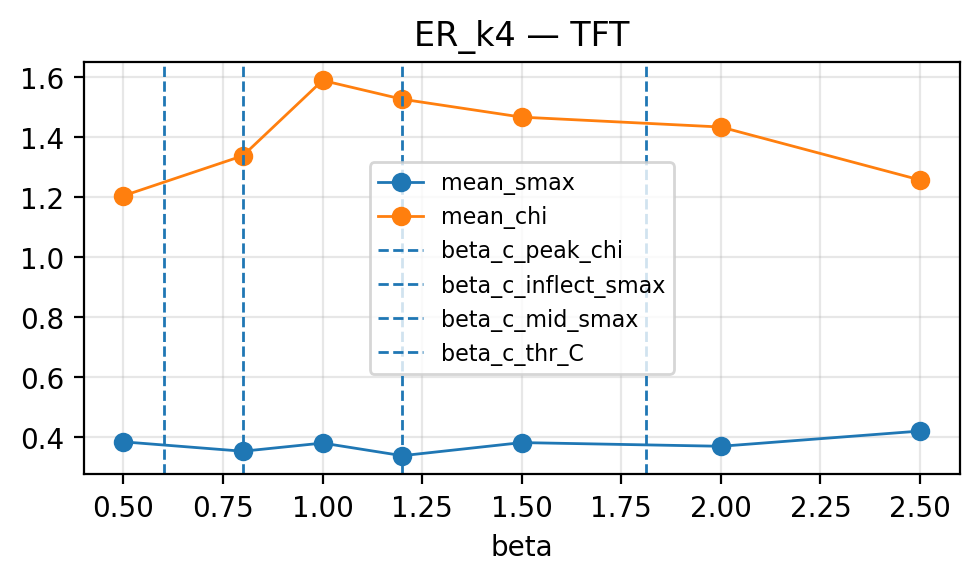 ER_k4 — TFT
1.6
1.4
1.2
1.0
0.8
0.6
0.4
mean_smax
mean_chi
beta_c_peak_chi
beta_c_inflect_smax
beta_c_mid_smax
beta_c_thr_C
0.50 0.75 1.00 1.25 1.50 1.75 2.00 2.25 2.50
beta